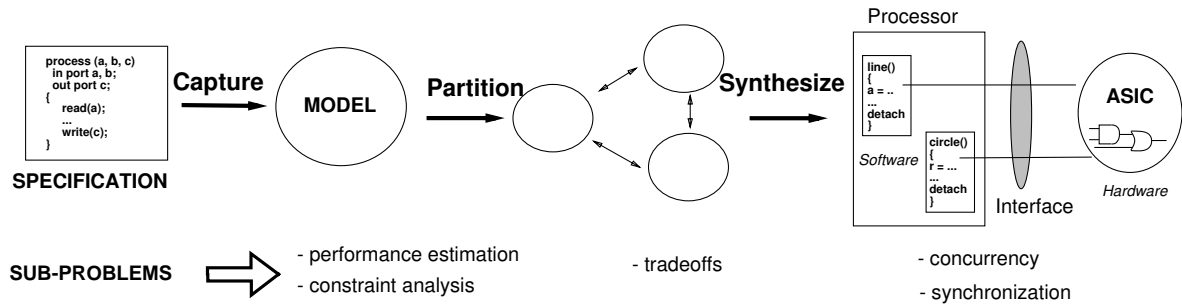 process (a, b, c)
in port a, b;
out port c;
{
read(a);
...
write(c);
}
SPECIFICATION
Capture
MODEL
Partition
Synthesize
Processor
line()
{
a = ..
...
detach
}
Software
circle()
{
r = ...
...
detach
}
Interface
ASIC
Hardware
SUB-PROBLEMS
- performance estimation
- constraint analysis
- tradeoffs
- concurrency
- synchronization